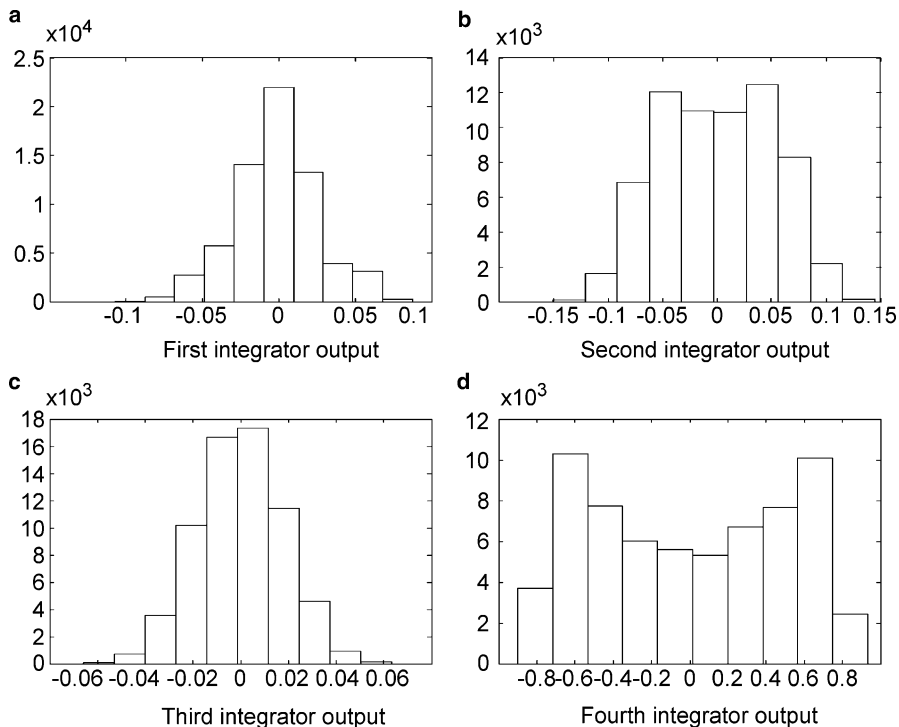 a
x10^4
2.5
2
1.5
1
0.5
0
-0.1 -0.05 0 0.05 0.1
First integrator output
b
x10^3
14
12
10
8
6
4
2
0
-0.15 -0.1 -0.05 0 0.05 0.1 0.15
Second integrator output
c
x10^3
18
16
14
12
10
8
6
4
2
0
-0.06 -0.04 -0.02 0 0.02 0.04 0.06
Third integrator output
d
x10^3
12
10
8
6
4
2
0
-0.8 -0.6 -0.4 -0.2 0 0.2 0.4 0.6 0.8
Fourth integrator output